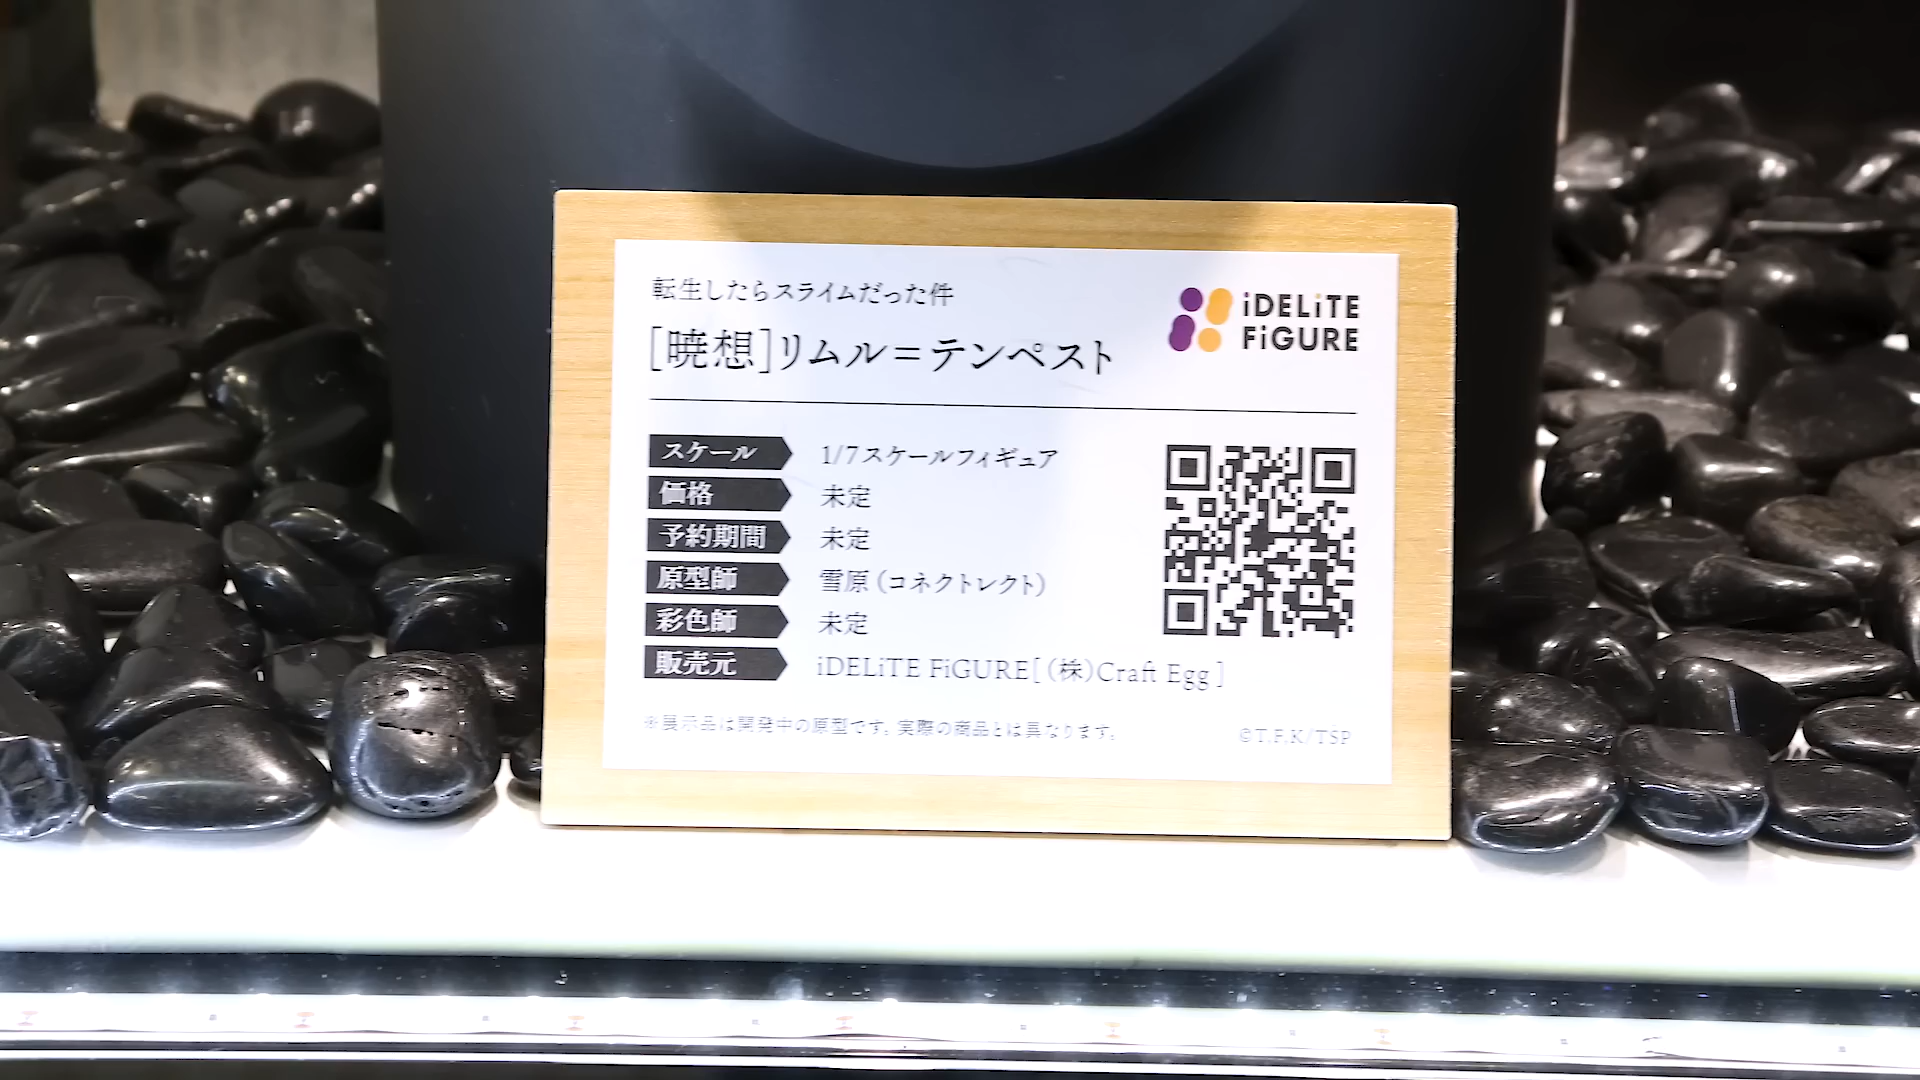 転生したらスライムだった件
[暁想]リムル＝テンペスト
iDELiTE
FiGURE
スケール 1/7スケールフィギュア
価格 未定
予約期間 未定
原型師 雪原（コネクトレクト）
彩色師 未定
販売元 iDELiTE FiGURE[（株）Craft Egg]
※展示品は開発中の原型です。実際の商品とは異なります。
©T.F.K/TSP